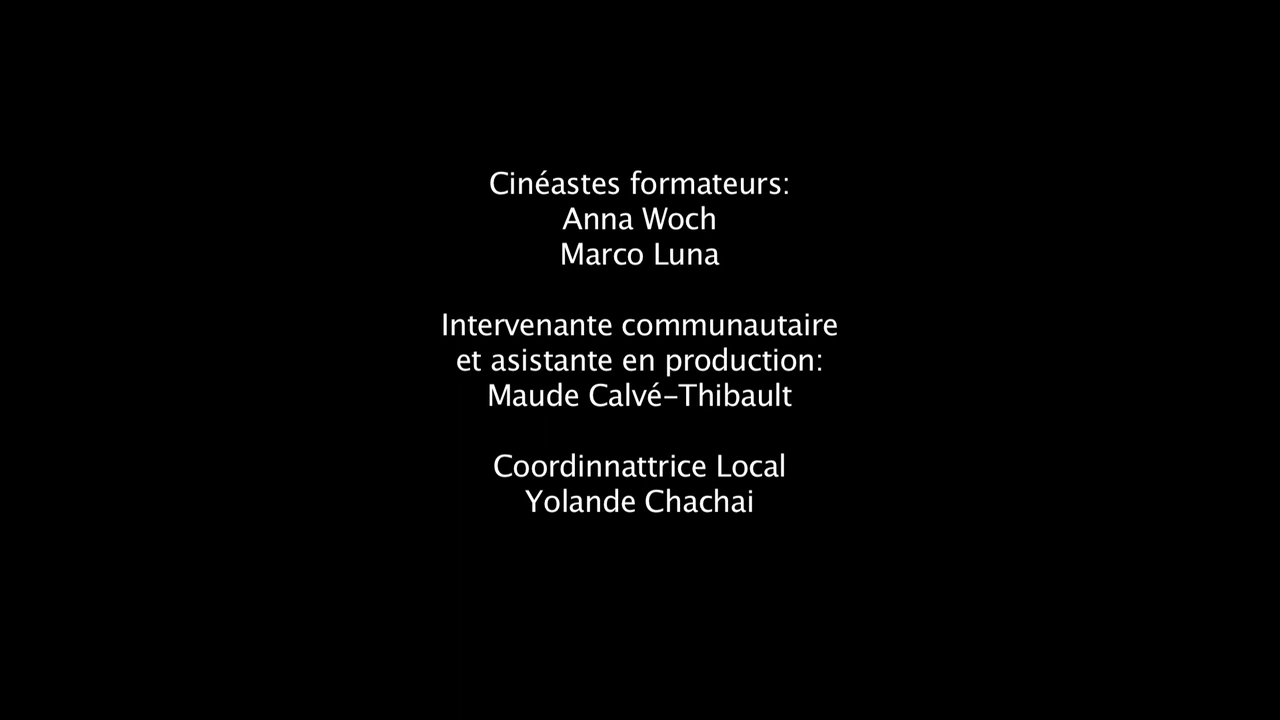 Cinéastes formateurs:
Anna Woch
Marco Luna
Intervenante communautaire
et asistante en production:
Maude Calvé-Thibault
Coordinnattrice Local
Yolande Chachai